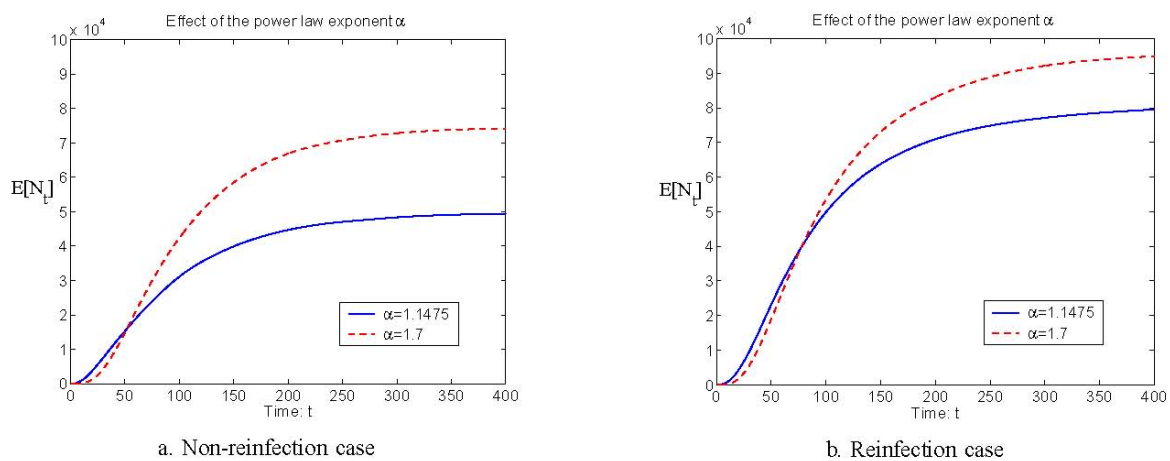 Effect of the power law exponent α
x 10^4
10
9
8
7
6
5
4
3
2
1
0
E[N_t]
α=1.1475
α=1.7
0 50 100 150 200 250 300 350 400
Time: t
a. Non-reinfection case
Effect of the power law exponent α
x 10^4
10
9
8
7
6
5
4
3
2
1
0
E[N_t]
α=1.1475
α=1.7
0 50 100 150 200 250 300 350 400
Time: t
b. Reinfection case